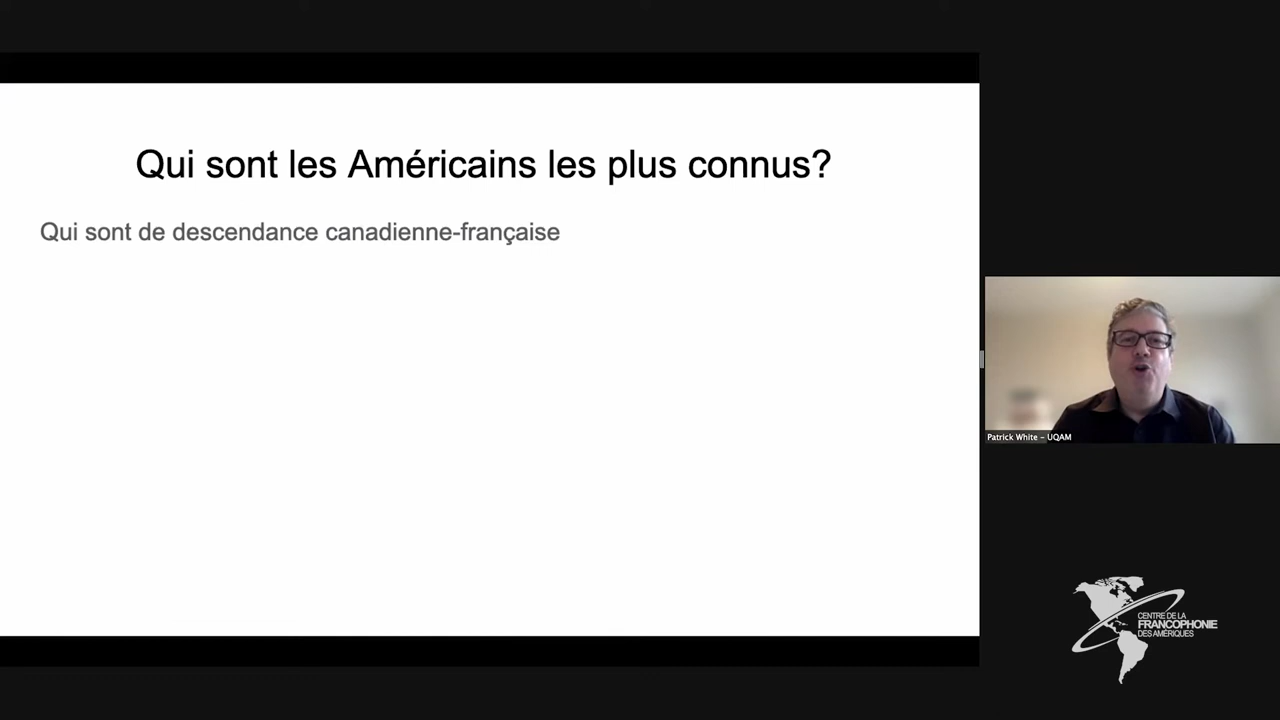 Qui sont les Américains les plus connus?
Qui sont de descendance canadienne-française
Patrick White – UQAM
CENTRE DE LA
FRANCOPHONIE
DES AMÉRIQUES